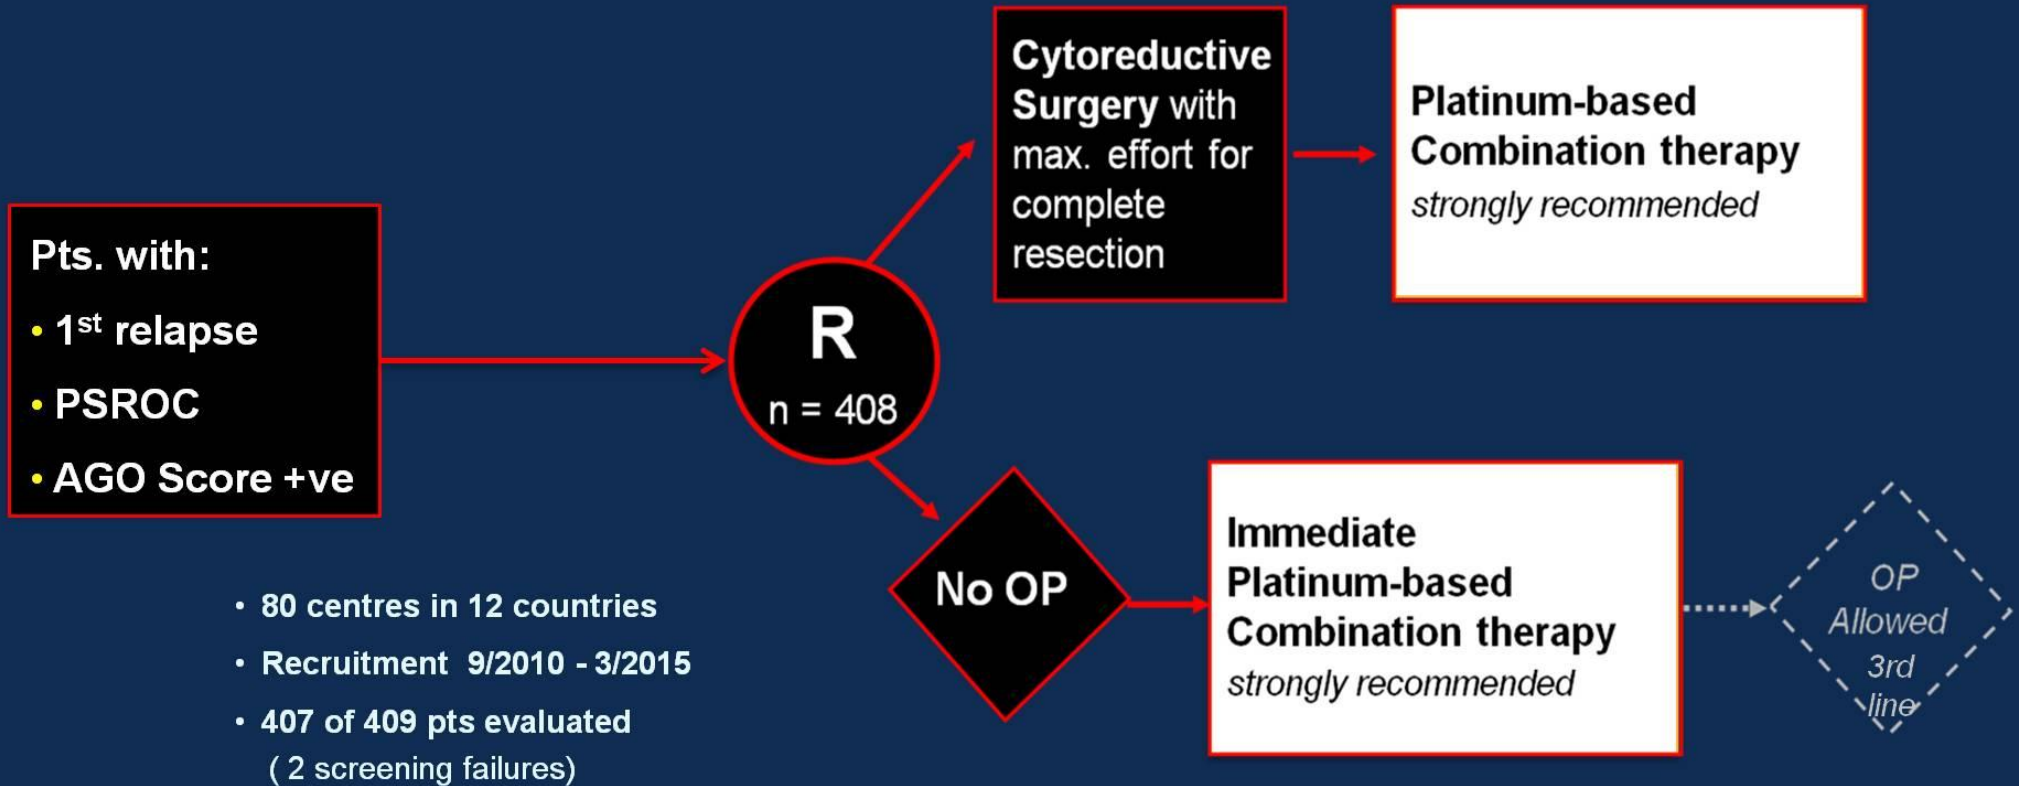 Pts. with:
• 1st relapse
• PSROC
• AGO Score +ve
R
n = 408
Cytoreductive
Surgery with
max. effort for
complete
resection
Platinum-based
Combination therapy
strongly recommended
No OP
Immediate
Platinum-based
Combination therapy
strongly recommended
OP
Allowed
3rd
line
• 80 centres in 12 countries
• Recruitment 9/2010 - 3/2015
• 407 of 409 pts evaluated
( 2 screening failures)